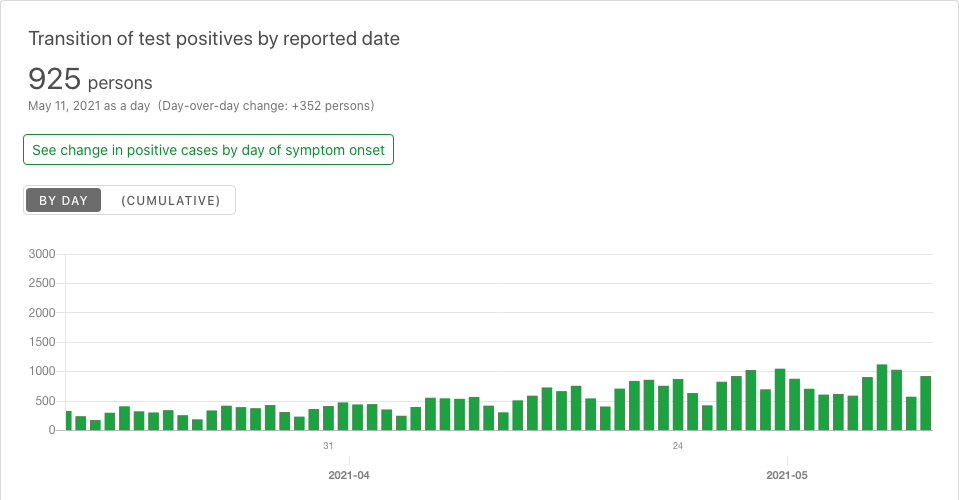 Transition of test positives by reported date
925 persons
May 11, 2021 as a day (Day-over-day change: +352 persons)
See change in positive cases by day of symptom onset
BY DAY (CUMULATIVE)
3000
2500
2000
1500
1000
500
0
31 24
2021-04 2021-05